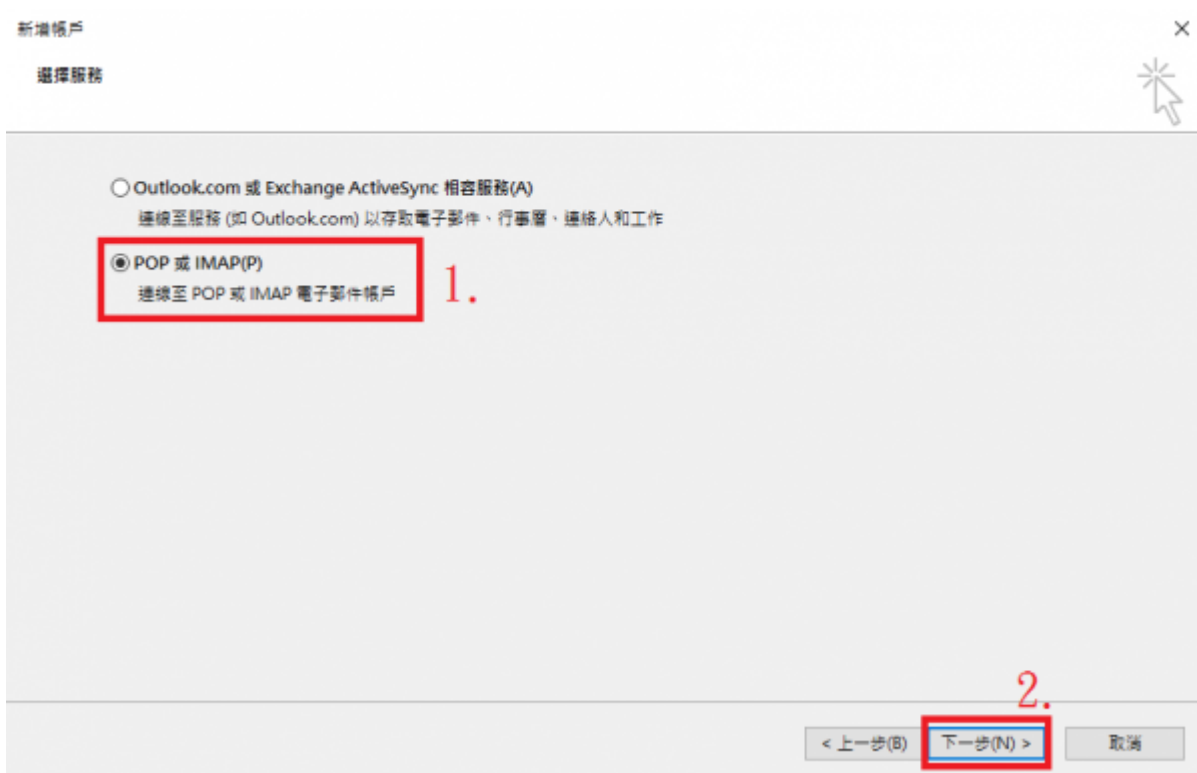 新增帳戶
選擇服務
Outlook.com 或 Exchange ActiveSync 相容服務(A)
連線至服務 (如 Outlook.com) 以存取電子郵件、行事曆、連絡人和工作
POP 或 IMAP(P)
連線至 POP 或 IMAP 電子郵件帳戶
1.
2.
< 上一步(B)
下一步(N) >
取消